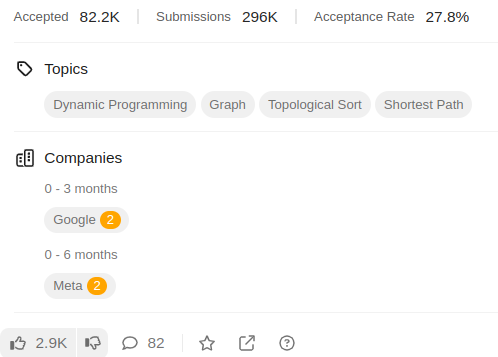 Accepted 82.2K Submissions 296K Acceptance Rate 27.8%
Topics
Dynamic Programming Graph Topological Sort Shortest Path
Companies
0 - 3 months
Google 2
0 - 6 months
Meta 2
2.9K 82